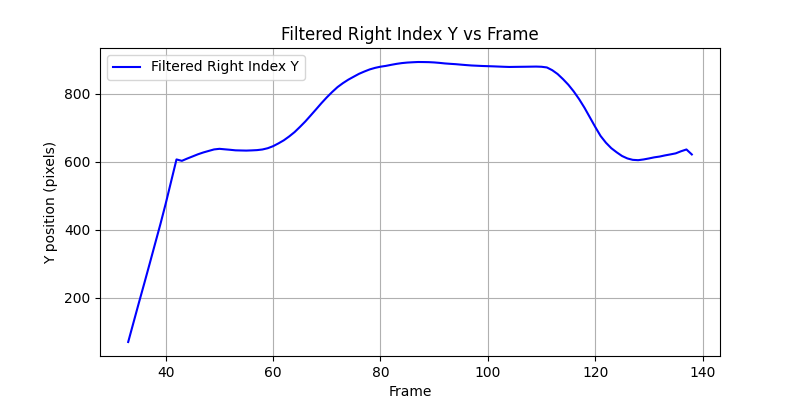 Filtered Right Index Y vs Frame
Filtered Right Index Y
Y position (pixels)
800
600
400
200
40 60 80 100 120 140
Frame